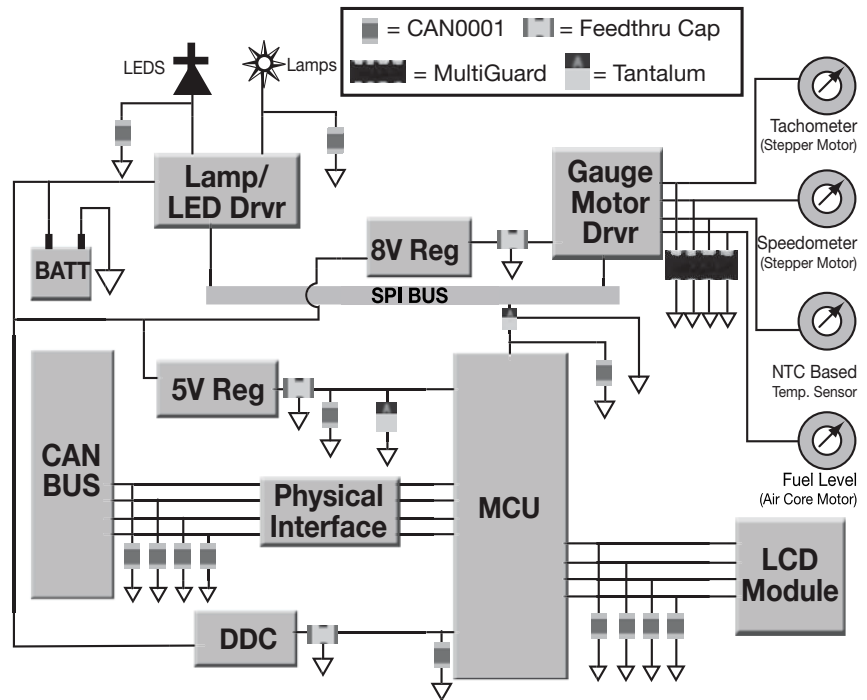 = CAN0001
= Feedthru Cap
= MultiGuard
= Tantalum
LEDS
Lamps
Lamp/
LED Drvr
BATT
8V Reg
Gauge
Motor
Drvr
Tachometer
(Stepper Motor)
Speedometer
(Stepper Motor)
SPI BUS
NTC Based
Temp. Sensor
5V Reg
CAN
BUS
Physical
Interface
MCU
Fuel Level
(Air Core Motor)
LCD
Module
DDC